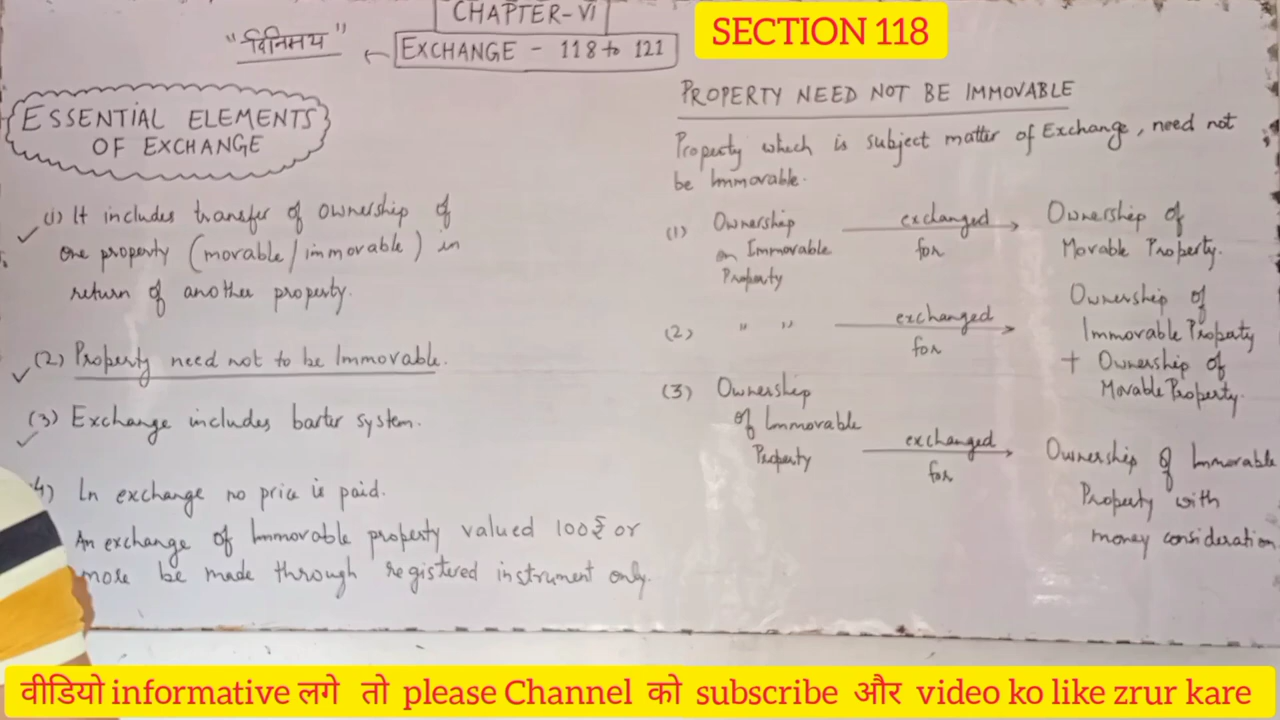 CHAPTER-VI
"विनिमय" ← EXCHANGE - 118 to 121
SECTION 118
ESSENTIAL ELEMENTS
OF EXCHANGE
(1) It includes transfer of ownership of
one property (movable/immovable) in
return of another property.
(2) Property need not to be Immovable.
(3) Exchange includes barter system.
4) In exchange no price is paid.
An exchange of Immovable property valued 100₹ or
more be made through registered instrument only.
PROPERTY NEED NOT BE IMMOVABLE
Property which is subject matter of Exchange, need not
be Immovable.
(1) Ownership exchanged Ownership of
on Immovable for Movable Property.
Property
Ownership of
(2) " " exchanged Immovable Property
for + Ownership of
Movable Property.
(3) Ownership
of Immovable exchanged Ownership of Immovable
Property for Property with
money consideration
वीडियो informative लगे तो please Channel को subscribe और video ko like zrur kare